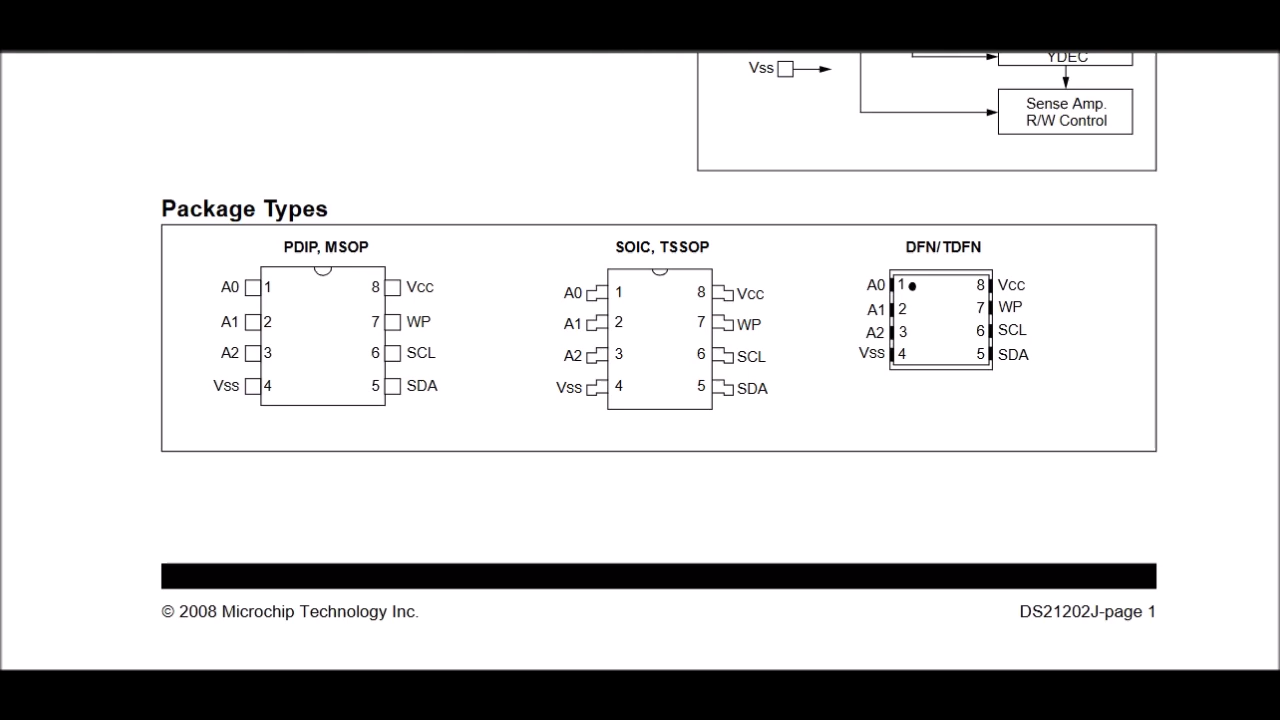 YDEC
Vss
Sense Amp.
R/W Control
Package Types
PDIP, MSOP
A0 1 8 Vcc
A1 2 7 WP
A2 3 6 SCL
Vss 4 5 SDA
SOIC, TSSOP
A0 1 8 Vcc
A1 2 7 WP
A2 3 6 SCL
Vss 4 5 SDA
DFN/TDFN
A0 1 8 Vcc
A1 2 7 WP
A2 3 6 SCL
Vss 4 5 SDA
© 2008 Microchip Technology Inc.
DS21202J-page 1